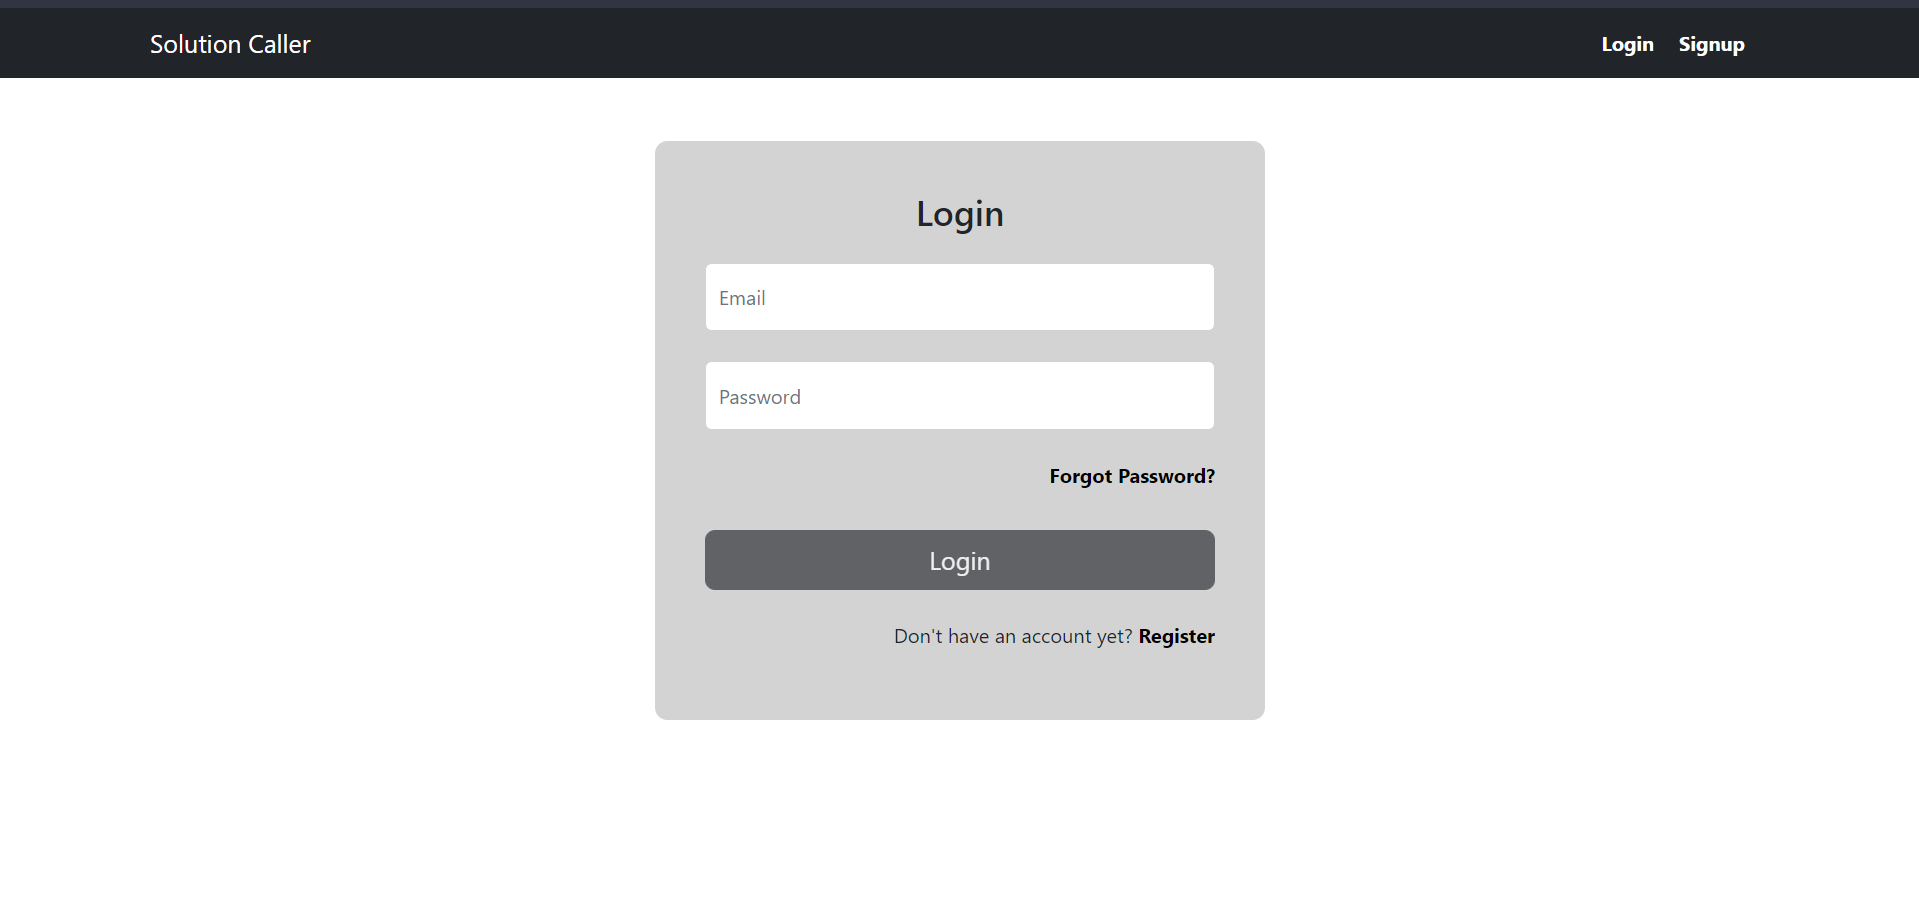 Solution Caller
Login Signup
Login
Email
Password
Forgot Password?
Login
Don't have an account yet? Register